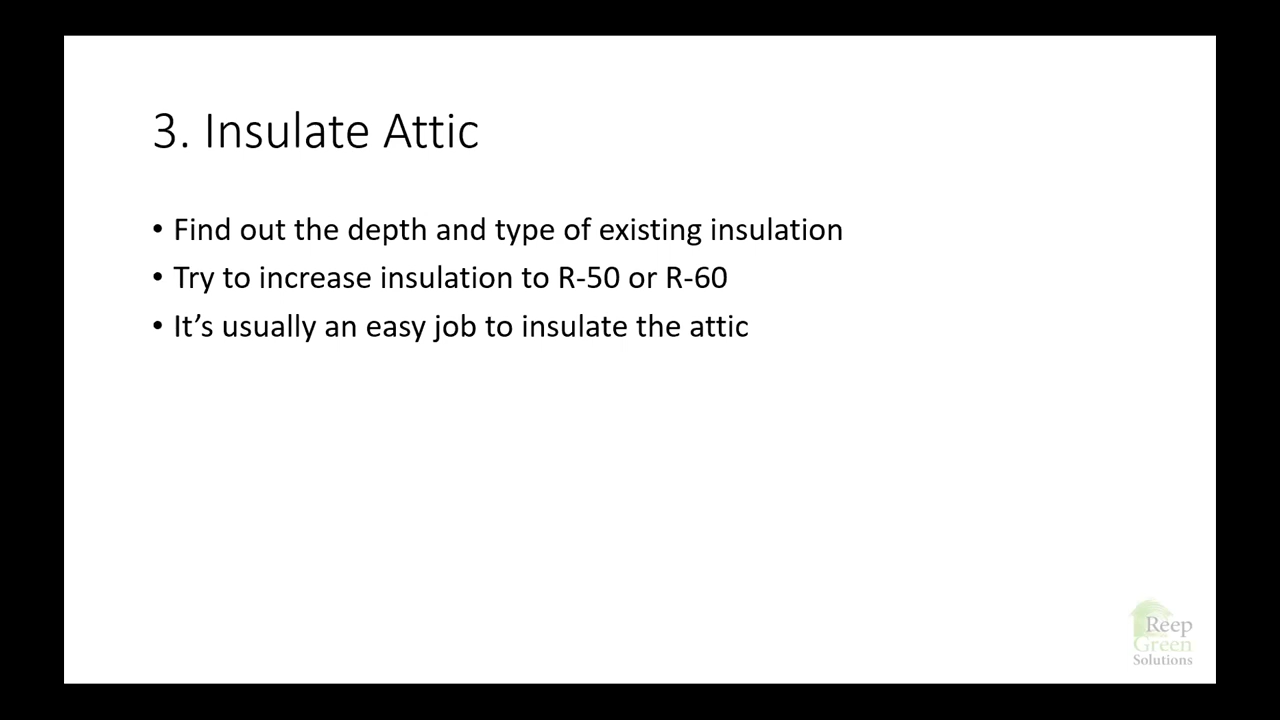 3. Insulate Attic
• Find out the depth and type of existing insulation
• Try to increase insulation to R-50 or R-60
• It’s usually an easy job to insulate the attic
Reep
Green
Solutions